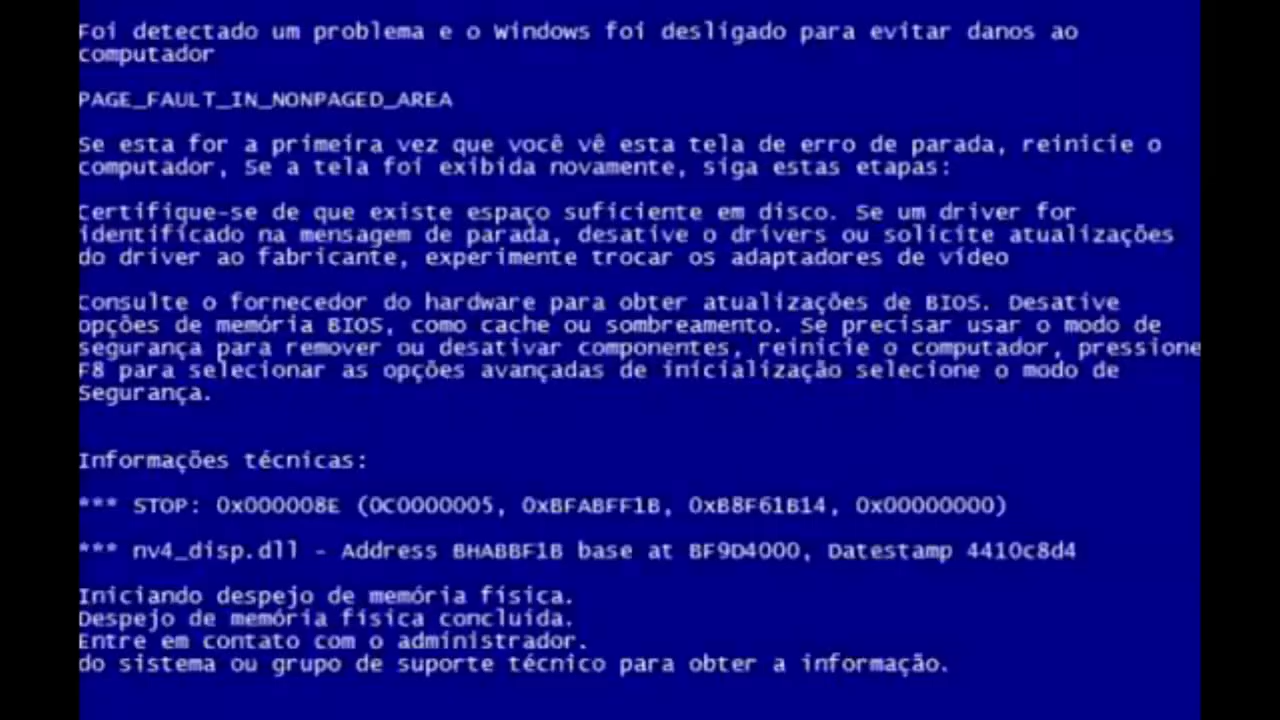 Foi detectado um problema e o Windows foi desligado para evitar danos ao
computador
PAGE_FAULT_IN_NONPAGED_AREA
Se esta for a primeira vez que você vê esta tela de erro de parada, reinicie o
computador, Se a tela foi exibida novamente, siga estas etapas:
Certifique-se de que existe espaço suficiente em disco. Se um driver for
identificado na mensagem de parada, desative o drivers ou solicite atualizações
do driver ao fabricante, experimente trocar os adaptadores de vídeo
Consulte o fornecedor do hardware para obter atualizações de BIOS. Desative
opções de memória BIOS, como cache ou sombreamento. Se precisar usar o modo de
segurança para remover ou desativar componentes, reinicie o computador, pressione
F8 para selecionar as opções avançadas de inicialização selecione o modo de
Segurança.
Informações técnicas:
*** STOP: 0x000008E (0C0000005, 0xBFABFF1B, 0xB8F61B14, 0x00000000)
*** nv4_disp.dll - Address BHABBF1B base at BF9D4000, Datestamp 4410c8d4
Iniciando despejo de memória física.
Despejo de memória física concluída.
Entre em contato com o administrador.
do sistema ou grupo de suporte técnico para obter a informação.